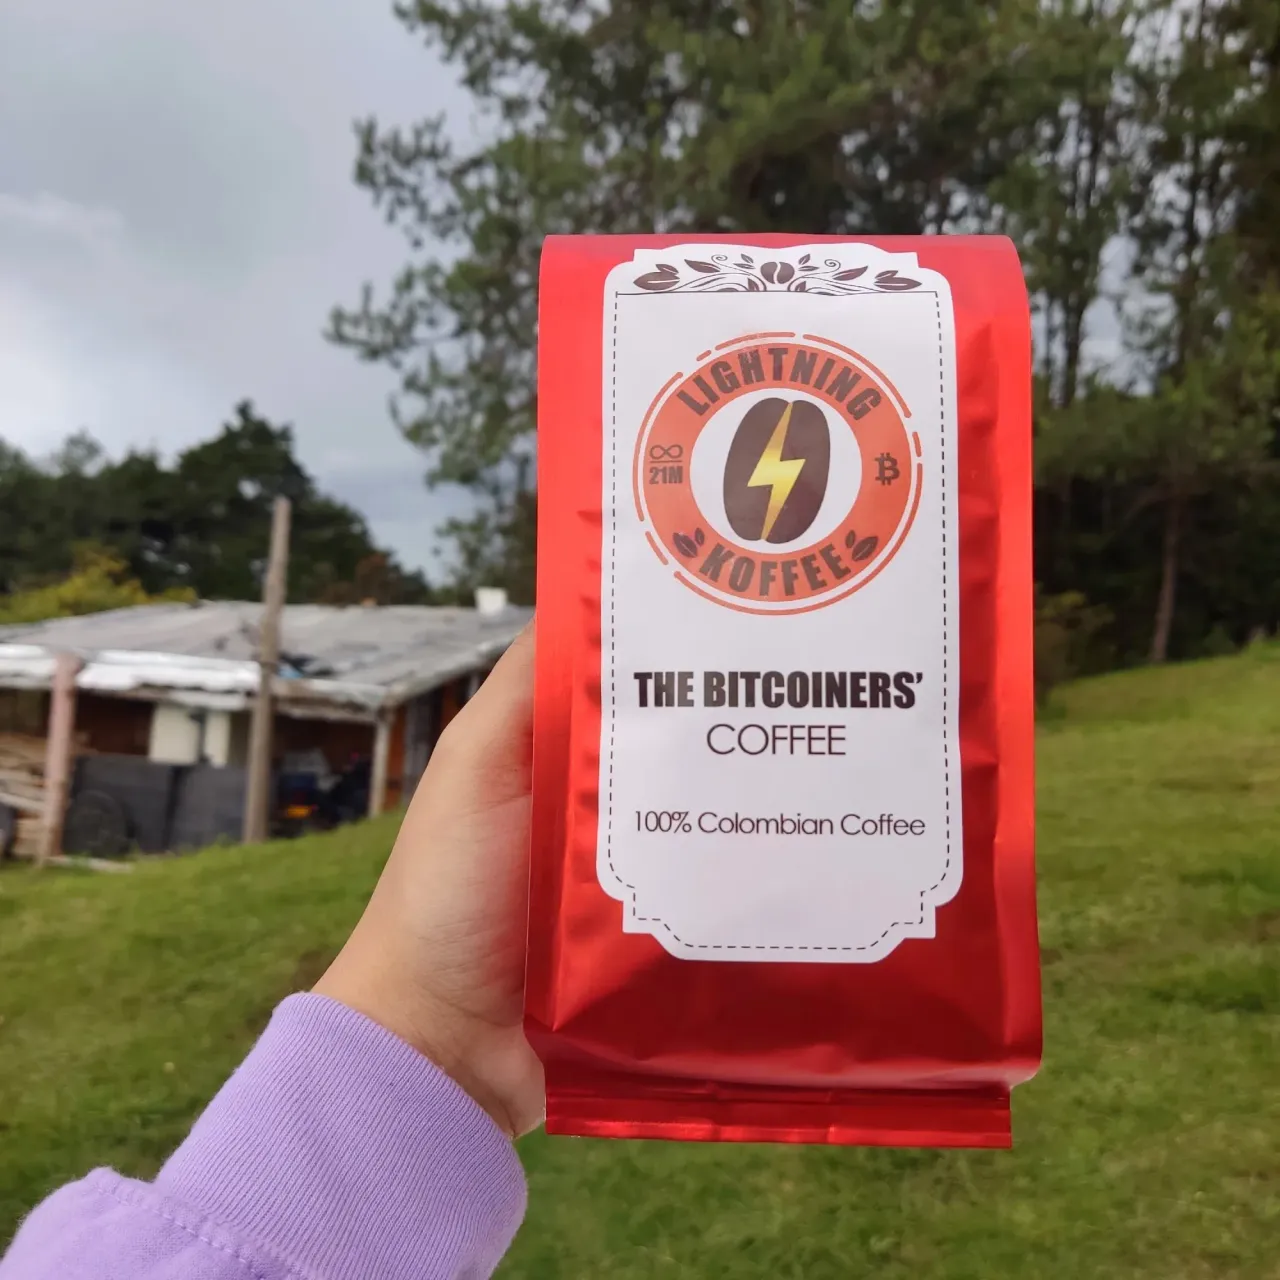 LIGHTNING
∞
21M
₿
KOFFEE
THE BITCOINERS’
COFFEE
100% Colombian Coffee